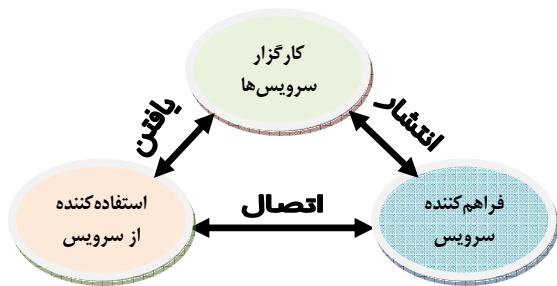 کارگزار
سرویس‌ها
یافتن
انتشار
استفاده‌کننده
از سرویس
اتصال
فراهم‌کننده
سرویس